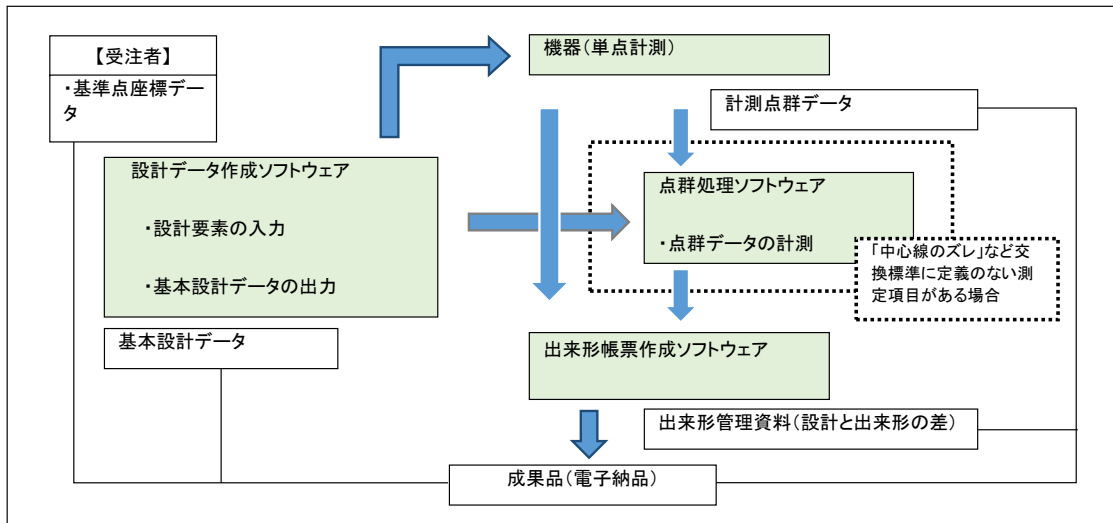 【受注者】
・基準点座標デー
タ
機器(単点計測)
計測点群データ
設計データ作成ソフトウェア
・設計要素の入力
・基本設計データの出力
点群処理ソフトウェア
・点群データの計測
「中心線のズレ」など交
換標準に定義のない測
定項目がある場合
基本設計データ
出来形帳票作成ソフトウェア
出来形管理資料(設計と出来形の差)
成果品(電子納品)